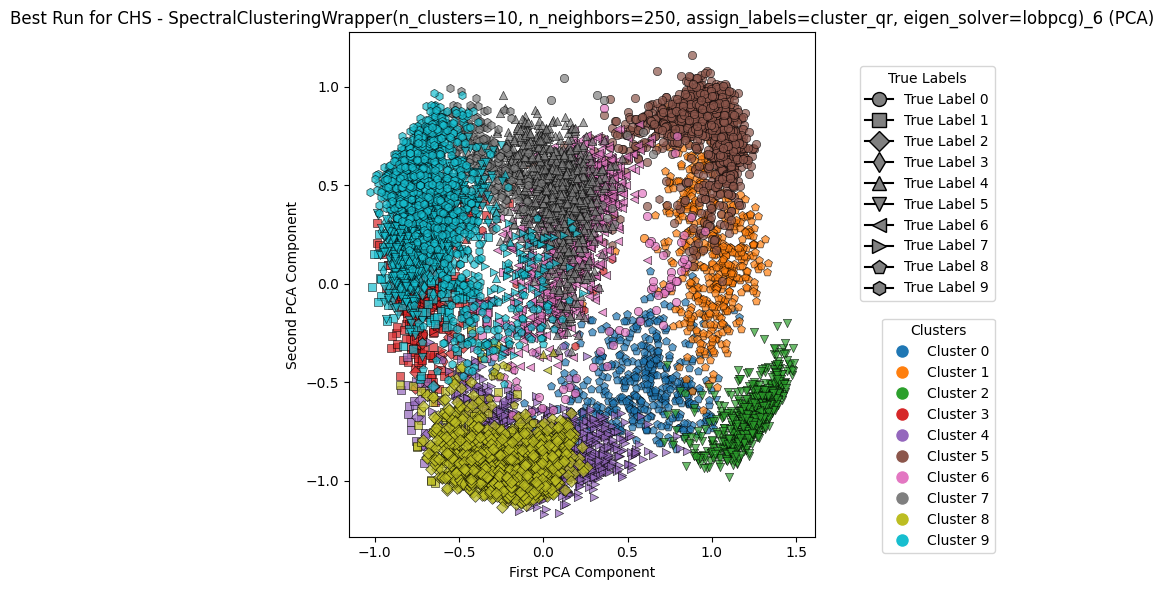 Best Run for CHS - SpectralClusteringWrapper(n_clusters=10, n_neighbors=250, assign_labels=cluster_qr, eigen_solver=lobpcg)_6 (PCA)
Second PCA Component
1.0
0.5
0.0
−0.5
−1.0
−1.0
−0.5
0.0
0.5
1.0
1.5
First PCA Component
True Labels
True Label 0
True Label 1
True Label 2
True Label 3
True Label 4
True Label 5
True Label 6
True Label 7
True Label 8
True Label 9
Clusters
Cluster 0
Cluster 1
Cluster 2
Cluster 3
Cluster 4
Cluster 5
Cluster 6
Cluster 7
Cluster 8
Cluster 9